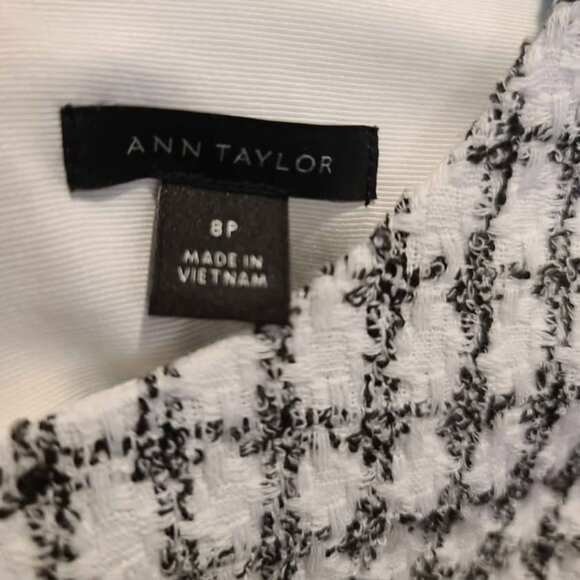 ANN TAYLOR
8P
MADE IN
VIETNAM